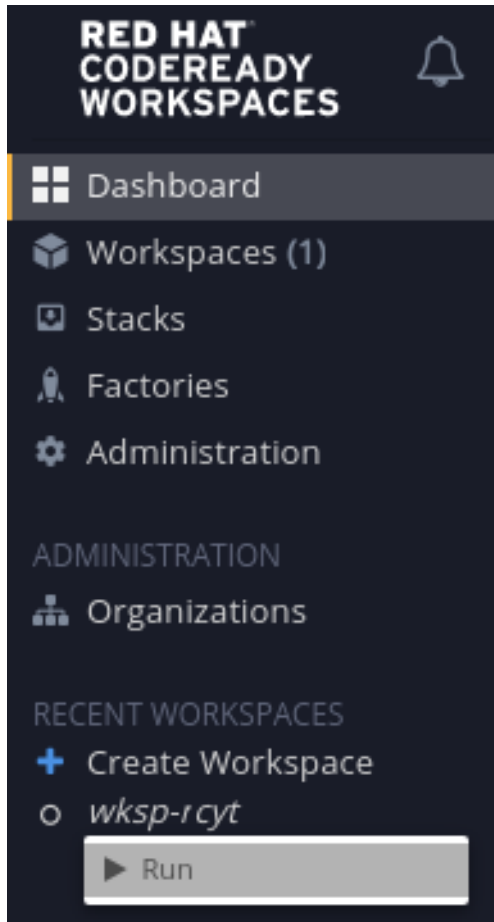 RED HAT
CODEREADY
WORKSPACES
Dashboard
Workspaces (1)
Stacks
Factories
Administration
ADMINISTRATION
Organizations
RECENT WORKSPACES
Create Workspace
wksp-rcyt
Run